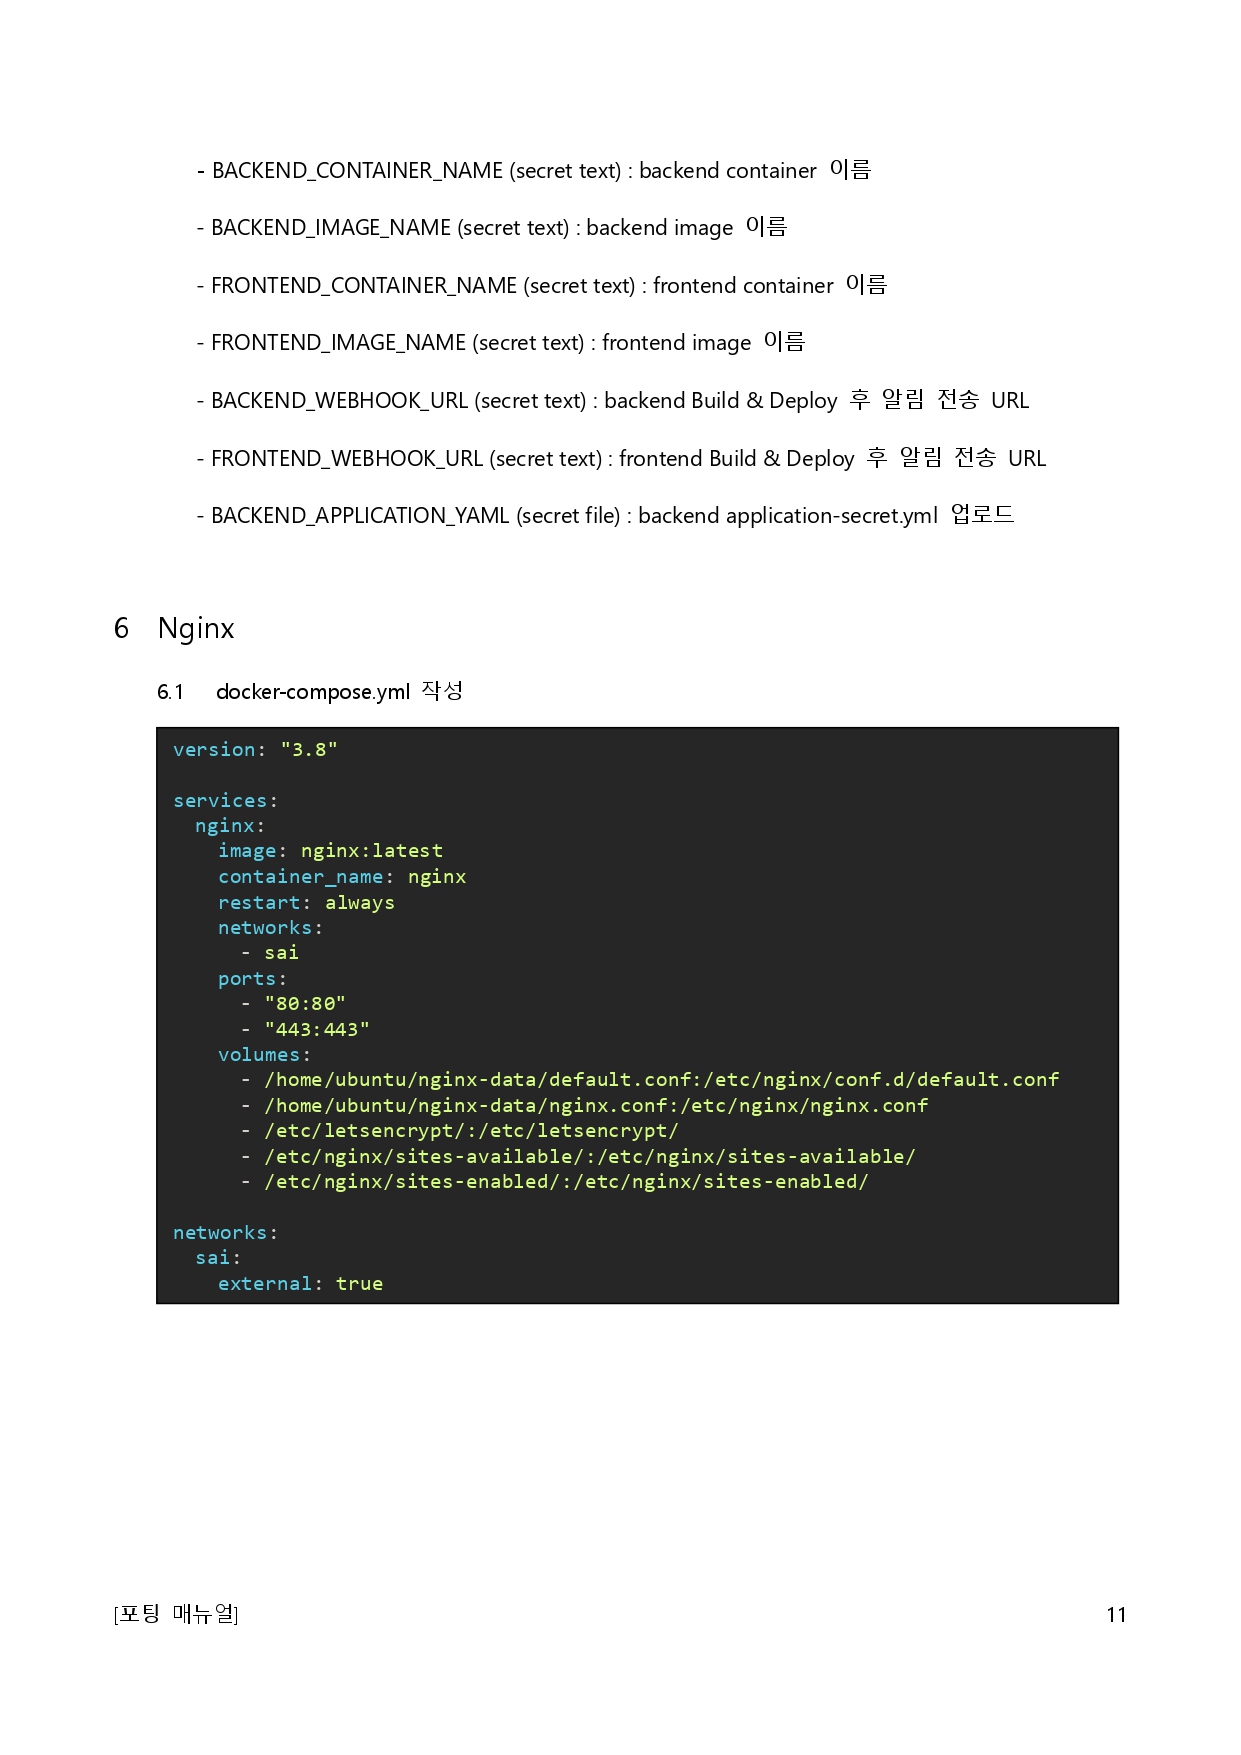 - BACKEND_CONTAINER_NAME (secret text) : backend container 이름
- BACKEND_IMAGE_NAME (secret text) : backend image 이름
- FRONTEND_CONTAINER_NAME (secret text) : frontend container 이름
- FRONTEND_IMAGE_NAME (secret text) : frontend image 이름
- BACKEND_WEBHOOK_URL (secret text) : backend Build & Deploy 후 알림 전송 URL
- FRONTEND_WEBHOOK_URL (secret text) : frontend Build & Deploy 후 알림 전송 URL
- BACKEND_APPLICATION_YAML (secret file) : backend application-secret.yml 업로드
6 Nginx
6.1 docker-compose.yml 작성
version: "3.8"
services:
  nginx:
    image: nginx:latest
    container_name: nginx
    restart: always
    networks:
      - sai
    ports:
      - "80:80"
      - "443:443"
    volumes:
      - /home/ubuntu/nginx-data/default.conf:/etc/nginx/conf.d/default.conf
      - /home/ubuntu/nginx-data/nginx.conf:/etc/nginx/nginx.conf
      - /etc/letsencrypt/:/etc/letsencrypt/
      - /etc/nginx/sites-available/:/etc/nginx/sites-available/
      - /etc/nginx/sites-enabled/:/etc/nginx/sites-enabled/
networks:
  sai:
    external: true
[포팅 매뉴얼] 11